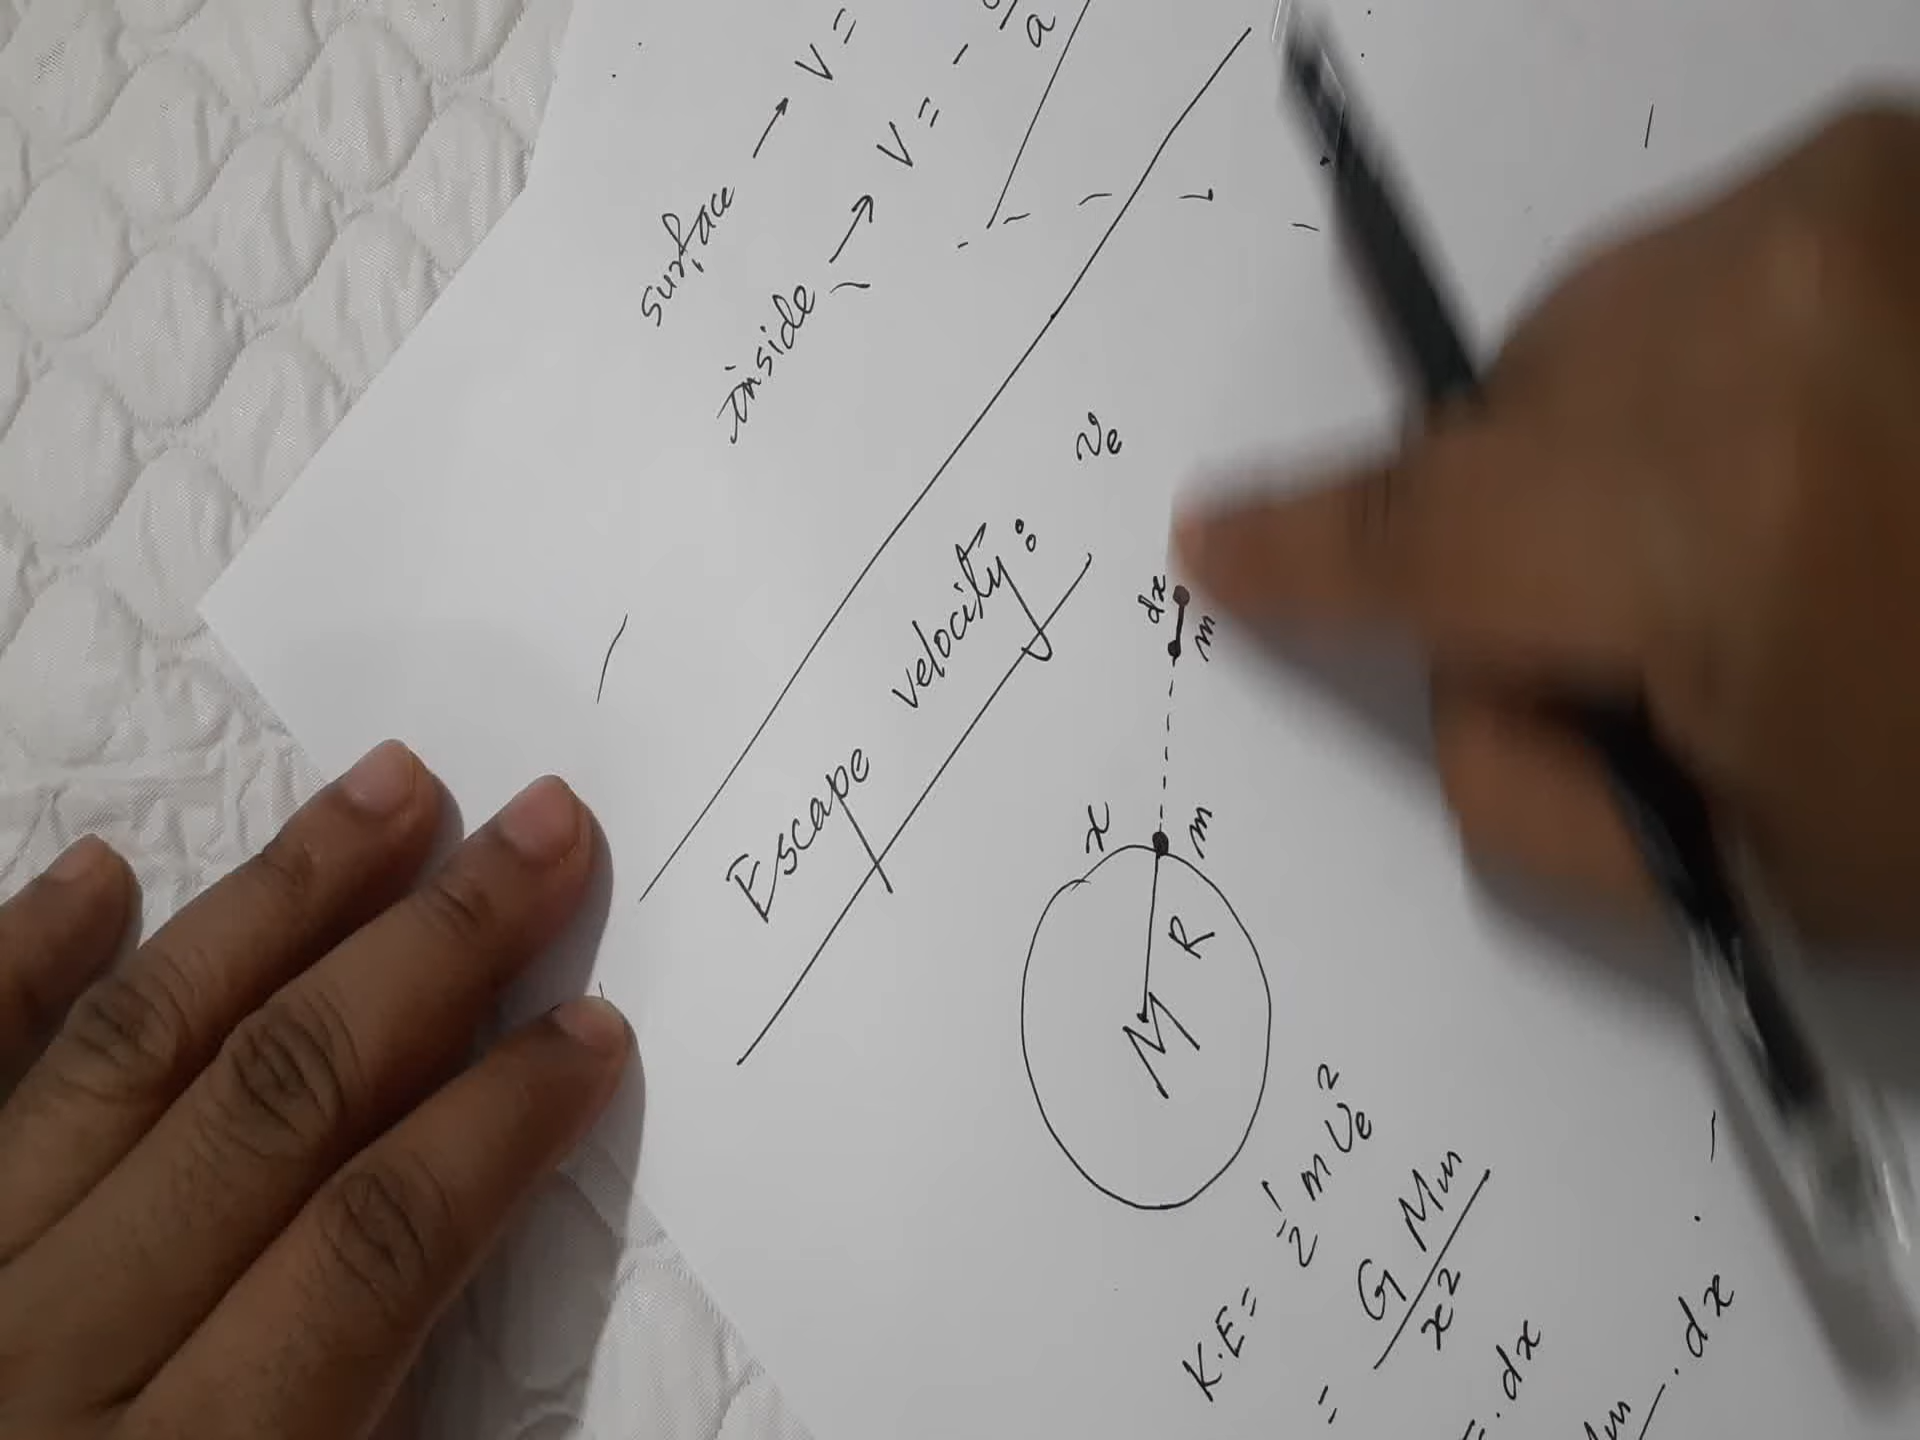 surface → V =
inside → V = - a
Escape velocity : ve
dx
m
x
m
R
M
K.E = 1/2 m ve²
= G Mm / x²
. dx
. dx